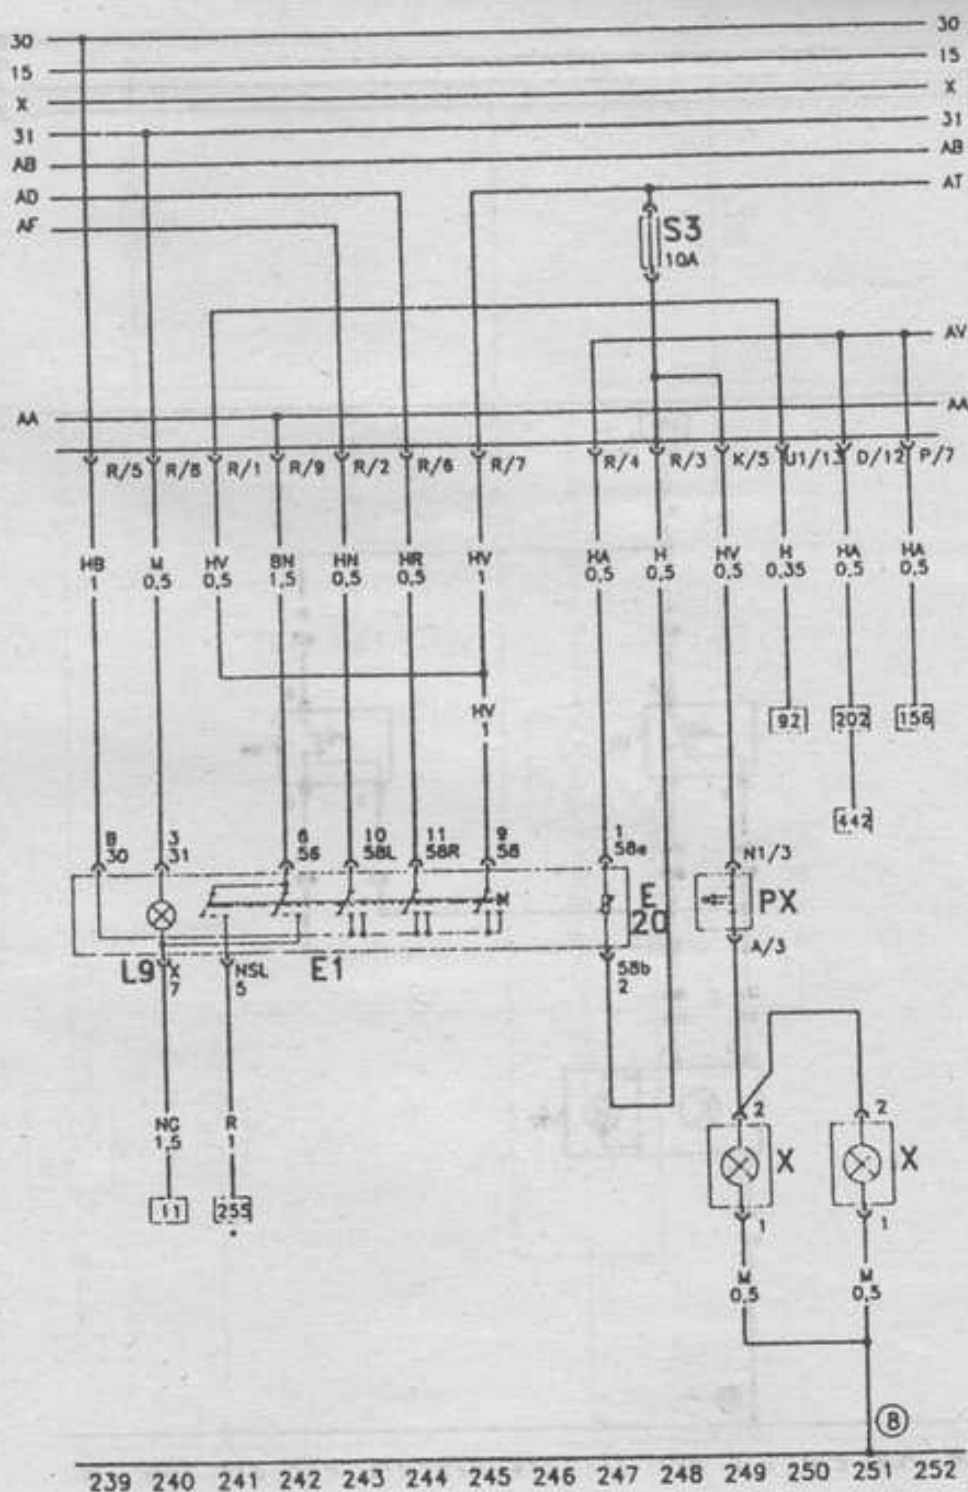 30 30
15 15
X X
31 31
AB AB
AD AT
AF
S3
10A
AV
AA AA
R/5 R/8 R/1 R/9 R/2 R/6 R/7 R/4 R/3 K/5 U1/13 D/12 P/7
HB M HV BN HN HR HV HA H HV H HA HA
1 0,5 0,5 1,5 0,5 0,5 1 0,5 0,5 0,5 0,35 0,5 0,5
HV
1
92 202 156
442
8 3 6 10 11 9 1
30 31 56 58L 58R 58 58e N1/3
E
20
PX
A/3
L9 X NSL E1 58b
7 5 2
NG R
1,5 1
11 255
2 2
X X
1 1
M M
0,5 0,5
B
239 240 241 242 243 244 245 246 247 248 249 250 251 252